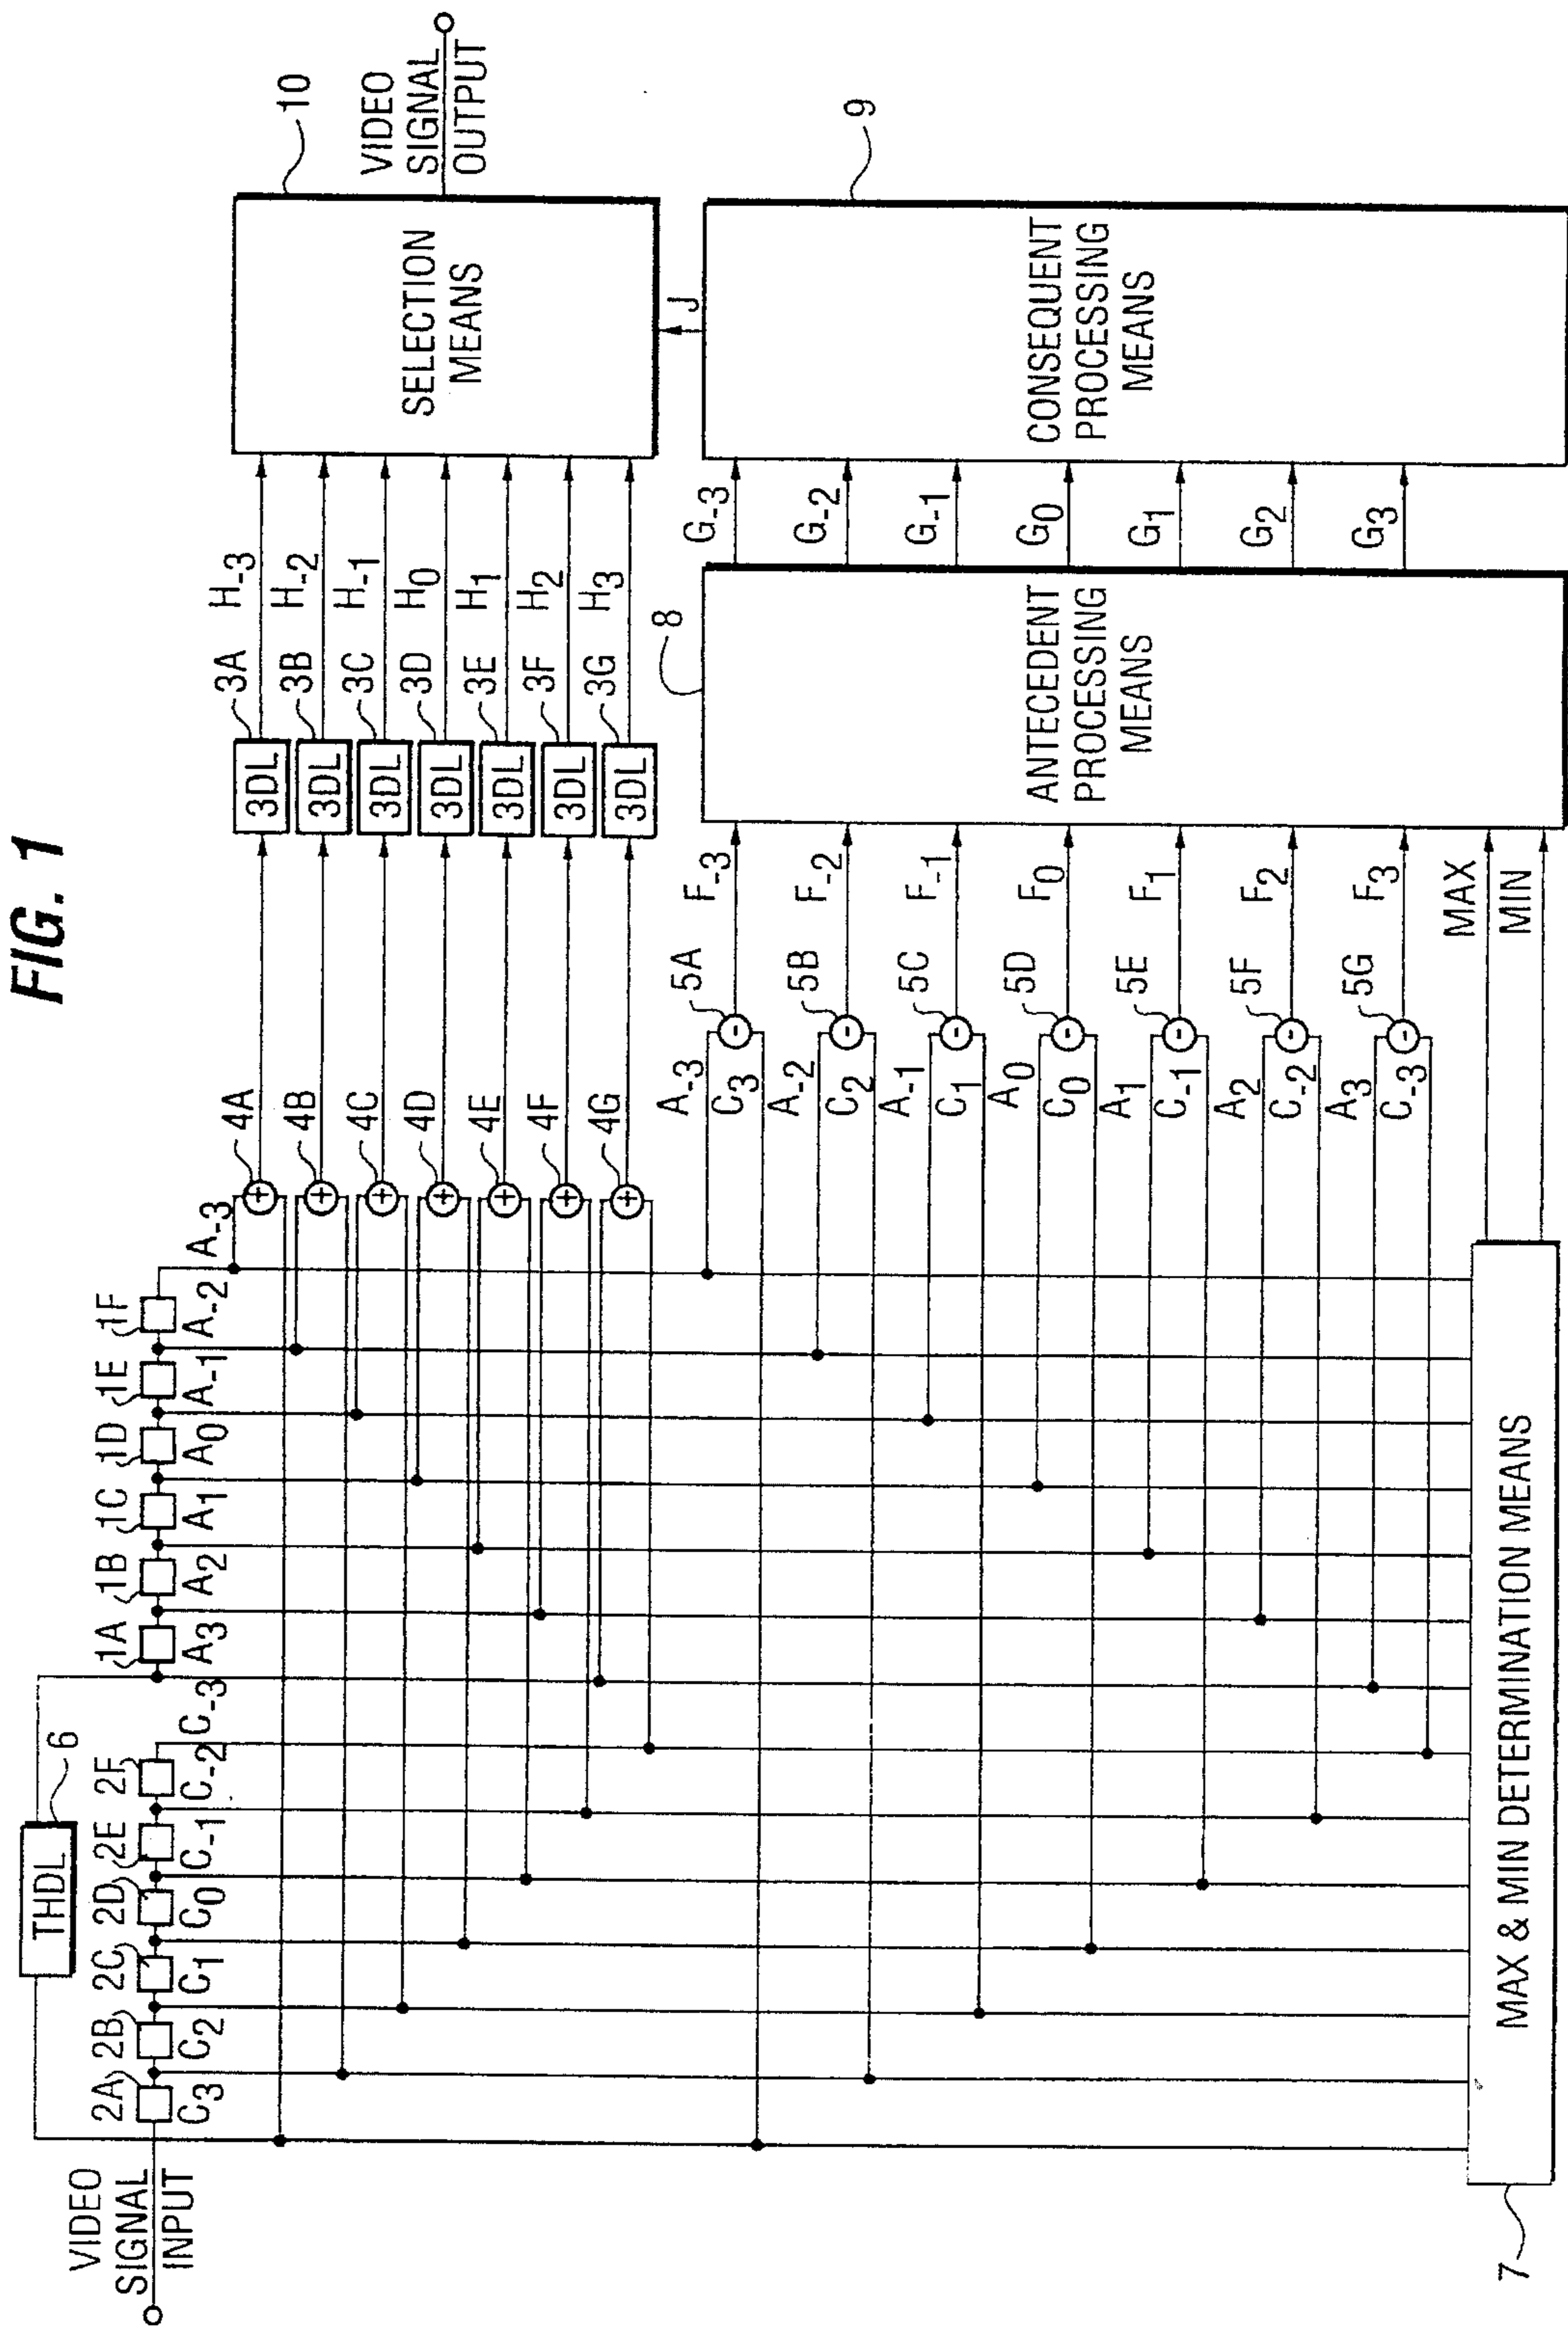 FIG. 1
VIDEO
SIGNAL
INPUT
THDL
6
2A
2B
2C
2D
2E
2F
C3
C2
C1
C0
C-1
C-2
C-3
1A
1B
1C
1D
1E
1F
A3
A2
A1
A0
A-1
A-2
A-3
4A
4B
4C
4D
4E
4F
4G
+
+
+
+
+
+
+
3DL
3DL
3DL
3DL
3DL
3DL
3DL
3A
3B
3C
3D
3E
3F
3G
H-3
H-2
H-1
H0
H1
H2
H3
SELECTION
MEANS
10
VIDEO
SIGNAL
OUTPUT
J
A-3
C3
A-2
C2
A-1
C1
A0
C0
A1
C-1
A2
C-2
A3
C-3
5A
5B
5C
5D
5E
5F
5G
-
-
-
-
-
-
-
F-3
F-2
F-1
F0
F1
F2
F3
MAX
MIN
8
ANTECEDENT
PROCESSING
MEANS
G-3
G-2
G-1
G0
G1
G2
G3
9
CONSEQUENT
PROCESSING
MEANS
MAX & MIN DETERMINATION MEANS
7